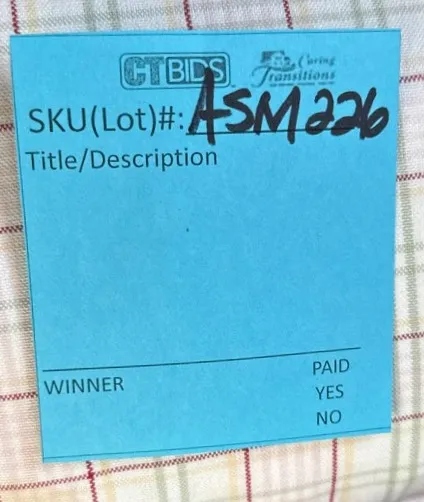 CTBIDS Caring Transitions
SKU(Lot)#: ASM226
Title/Description
WINNER PAID
YES
NO